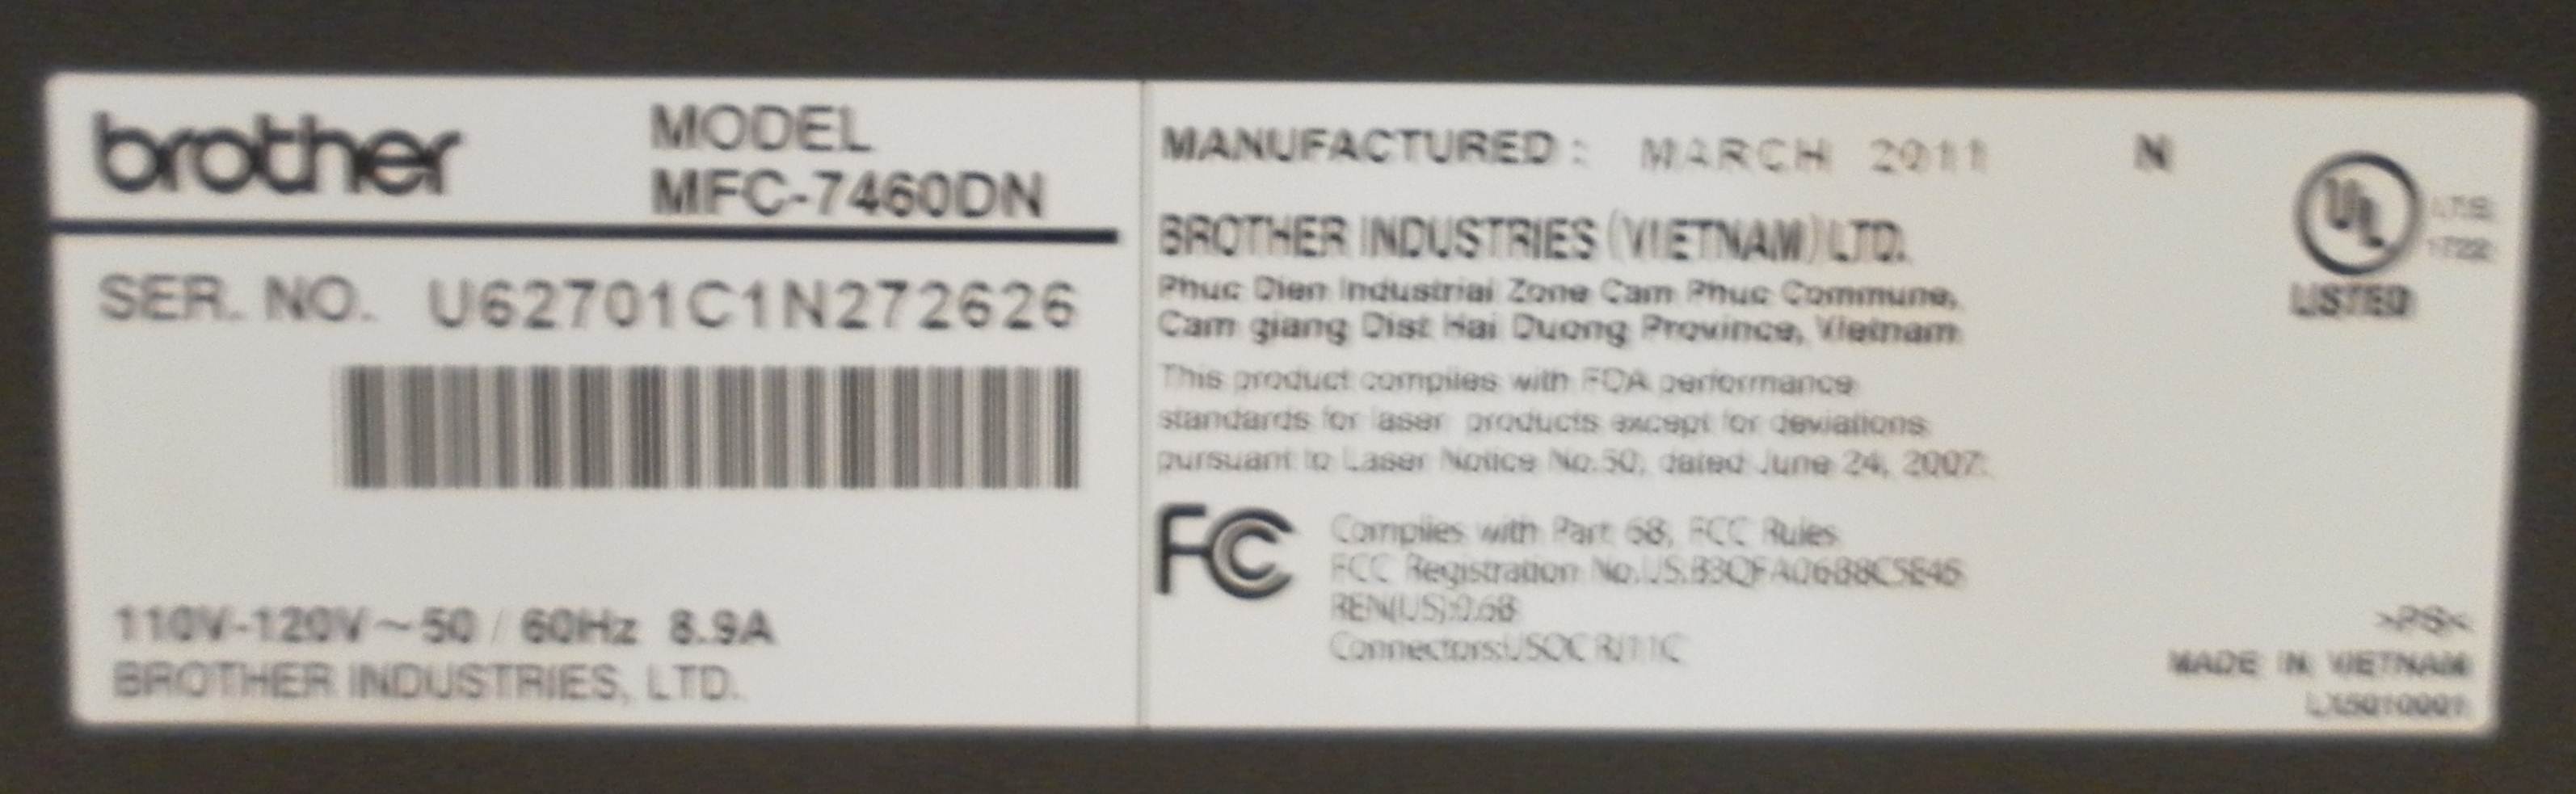 brother
MODEL
MFC-7460DN
SER. NO. U62701C1N272626
110V-120V~50 / 60Hz 8.9A
BROTHER INDUSTRIES, LTD.
MANUFACTURED : MARCH 2011 N
BROTHER INDUSTRIES (VIETNAM) LTD.
Phuc Dien Industrial Zone Cam Phuc Commune,
Cam giang Dist Hai Duong Province, Vietnam
This product complies with FDA performance
standards for laser products except for deviations
pursuant to Laser Notice No.50, dated June 24, 2007.
FC
Complies with Part 68, FCC Rules
FCC Registration No.
REN(US):0.6B
Connectors:USOC RJ11C
UL
LISTED
>PS<
MADE IN VIETNAM